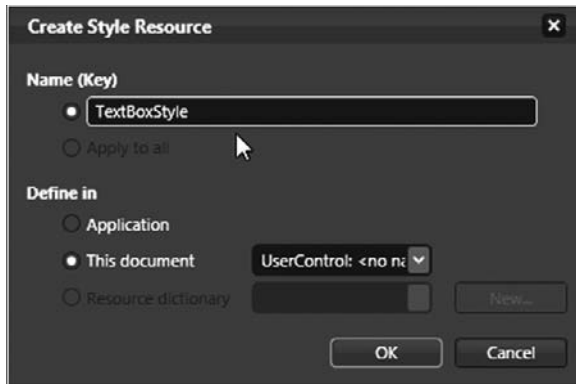 Create Style Resource
Name (Key)
TextBoxStyle
Apply to all
Define in
Application
This document UserControl: <no na
Resource dictionary New...
OK Cancel